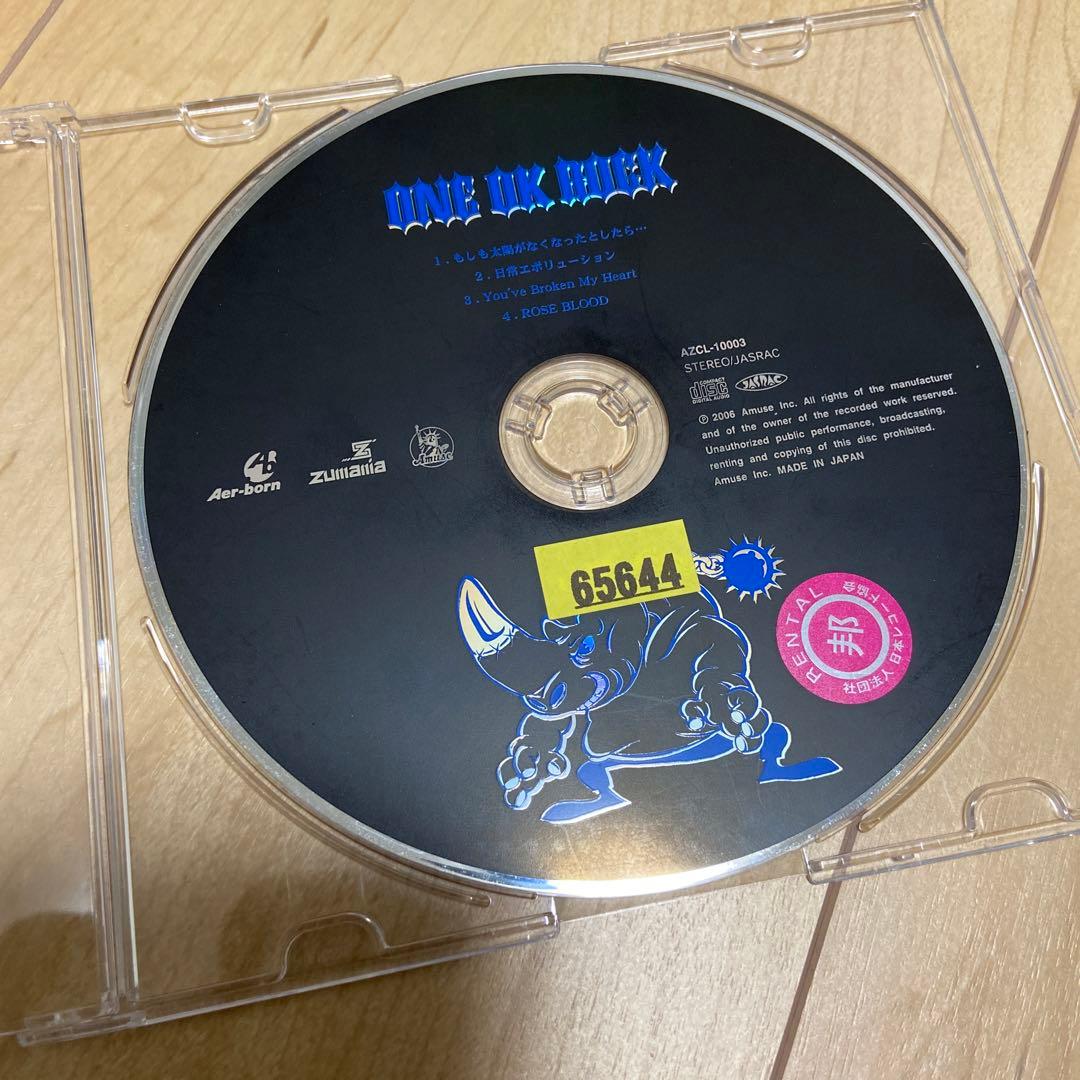 ONE OK ROCK
1. もしも太陽がなくなったとしたら…
2. 日常エボリューション
3. You've Broken My Heart
4. ROSE BLOOD
AZCL-10003
STEREO/JASRAC
COMPACT
disc
DIGITAL AUDIO
JASRAC
Ⓟ 2006 Amuse Inc. All rights of the manufacturer
and of the owner of the recorded work reserved.
Unauthorized public performance, broadcasting,
renting and copying of this disc prohibited.
Amuse Inc. MADE IN JAPAN
Aer-born
zumama
Amuse
65644
RENTAL
邦
社団法人 日本レコード協会